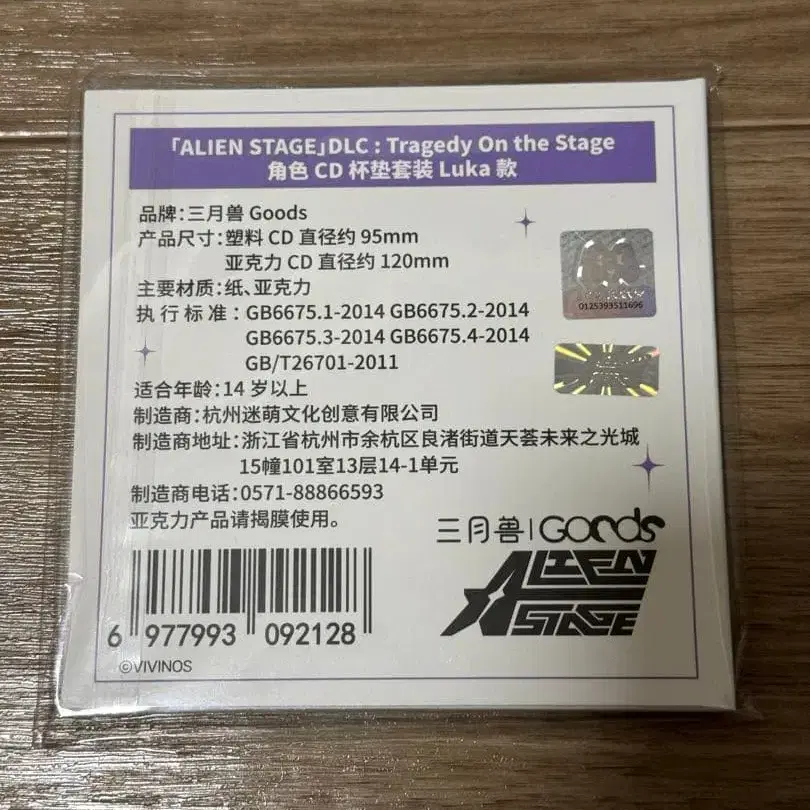 「ALIEN STAGE」DLC : Tragedy On the Stage
角色 CD 杯垫套装 Luka 款
品牌:三月兽 Goods
产品尺寸:塑料 CD 直径约 95mm
亚克力 CD 直径约 120mm
主要材质:纸、亚克力
执行标准:GB6675.1-2014 GB6675.2-2014
GB6675.3-2014 GB6675.4-2014
GB/T26701-2011
适合年龄:14 岁以上
制造商:杭州迷萌文化创意有限公司
制造商地址:浙江省杭州市余杭区良渚街道天荟未来之光城
15幢101室13层14-1单元
制造商电话:0571-88866593
亚克力产品请揭膜使用。
0125393511696
三月兽 | Goods
ALIEN
STAGE
6 977993 092128
©VIVINOS